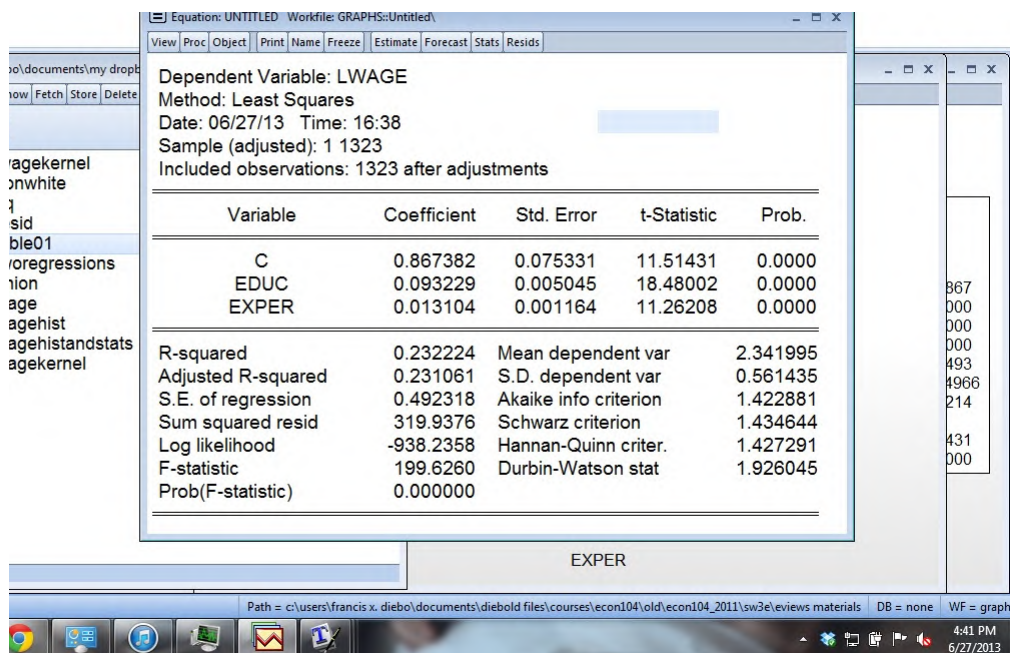 Equation: UNTITLED Workfile: GRAPHS::Untitled\
View Proc Object Print Name Freeze Estimate Forecast Stats Resids
Dependent Variable: LWAGE
Method: Least Squares
Date: 06/27/13 Time: 16:38
Sample (adjusted): 1 1323
Included observations: 1323 after adjustments
Variable Coefficient Std. Error t-Statistic Prob.
C 0.867382 0.075331 11.51431 0.0000
EDUC 0.093229 0.005045 18.48002 0.0000
EXPER 0.013104 0.001164 11.26208 0.0000
R-squared 0.232224 Mean dependent var 2.341995
Adjusted R-squared 0.231061 S.D. dependent var 0.561435
S.E. of regression 0.492318 Akaike info criterion 1.422881
Sum squared resid 319.9376 Schwarz criterion 1.434644
Log likelihood -938.2358 Hannan-Quinn criter. 1.427291
F-statistic 199.6260 Durbin-Watson stat 1.926045
Prob(F-statistic) 0.000000
bo\documents\my dropb
how Fetch Store Delete
vagekernel
onwhite
q
sid
ble01
voregressions
nion
age
agehist
agehistandstats
agekernel
867
000
000
000
493
4966
214
431
000
EXPER
Path = c:\users\francis x. diebo\documents\diebold files\courses\econ104\old\econ104_2011\sw3e\eviews materials DB = none WF = graph
4:41 PM
6/27/2013